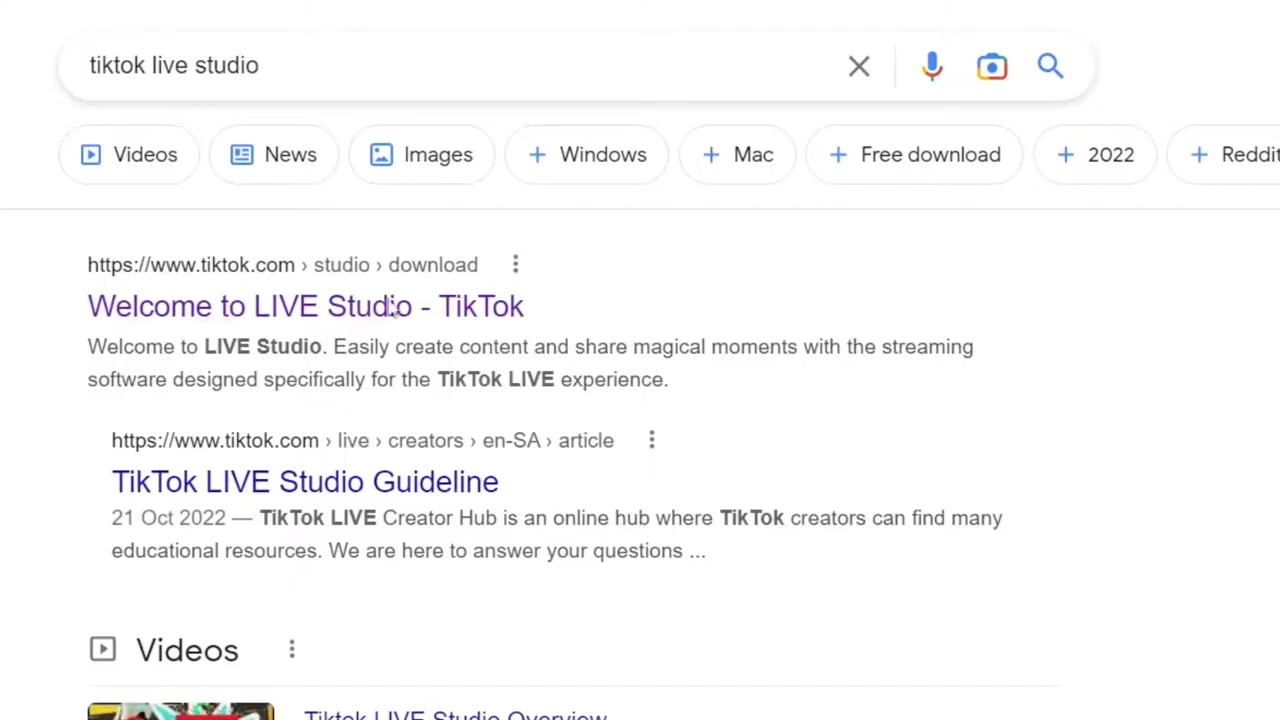 tiktok live studio
Videos News Images + Windows + Mac + Free download + 2022 + Reddit
https://www.tiktok.com › studio › download
Welcome to LIVE Studio - TikTok
Welcome to LIVE Studio. Easily create content and share magical moments with the streaming
software designed specifically for the TikTok LIVE experience.
https://www.tiktok.com › live › creators › en-SA › article
TikTok LIVE Studio Guideline
21 Oct 2022 — TikTok LIVE Creator Hub is an online hub where TikTok creators can find many
educational resources. We are here to answer your questions ...
Videos
Tiktok LIVE Studio Overview